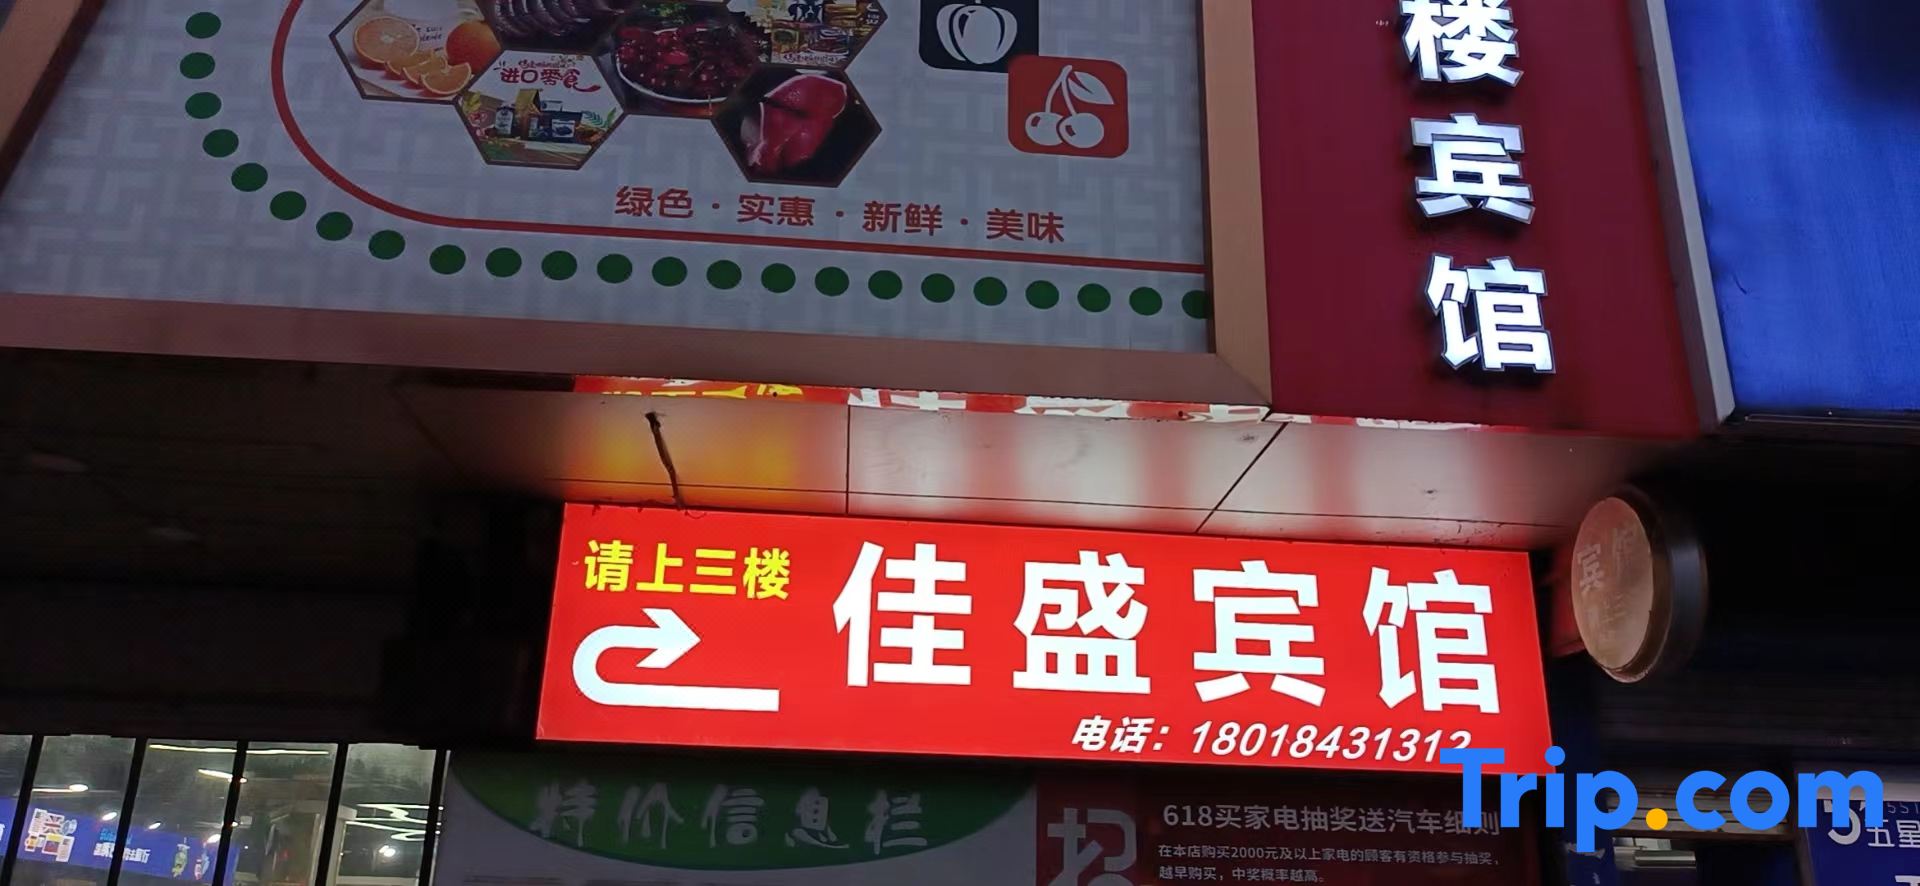 进口零食
绿色·实惠·新鲜·美味
楼宾馆
请上三楼
佳盛宾馆
电话：18018431312
宾馆
特价信息栏
618买家电抽奖送汽车细则
在本店购买2000元及以上家电的顾客有资格参与抽奖，
越早购买，中奖概率越高。
五星
Trip.com